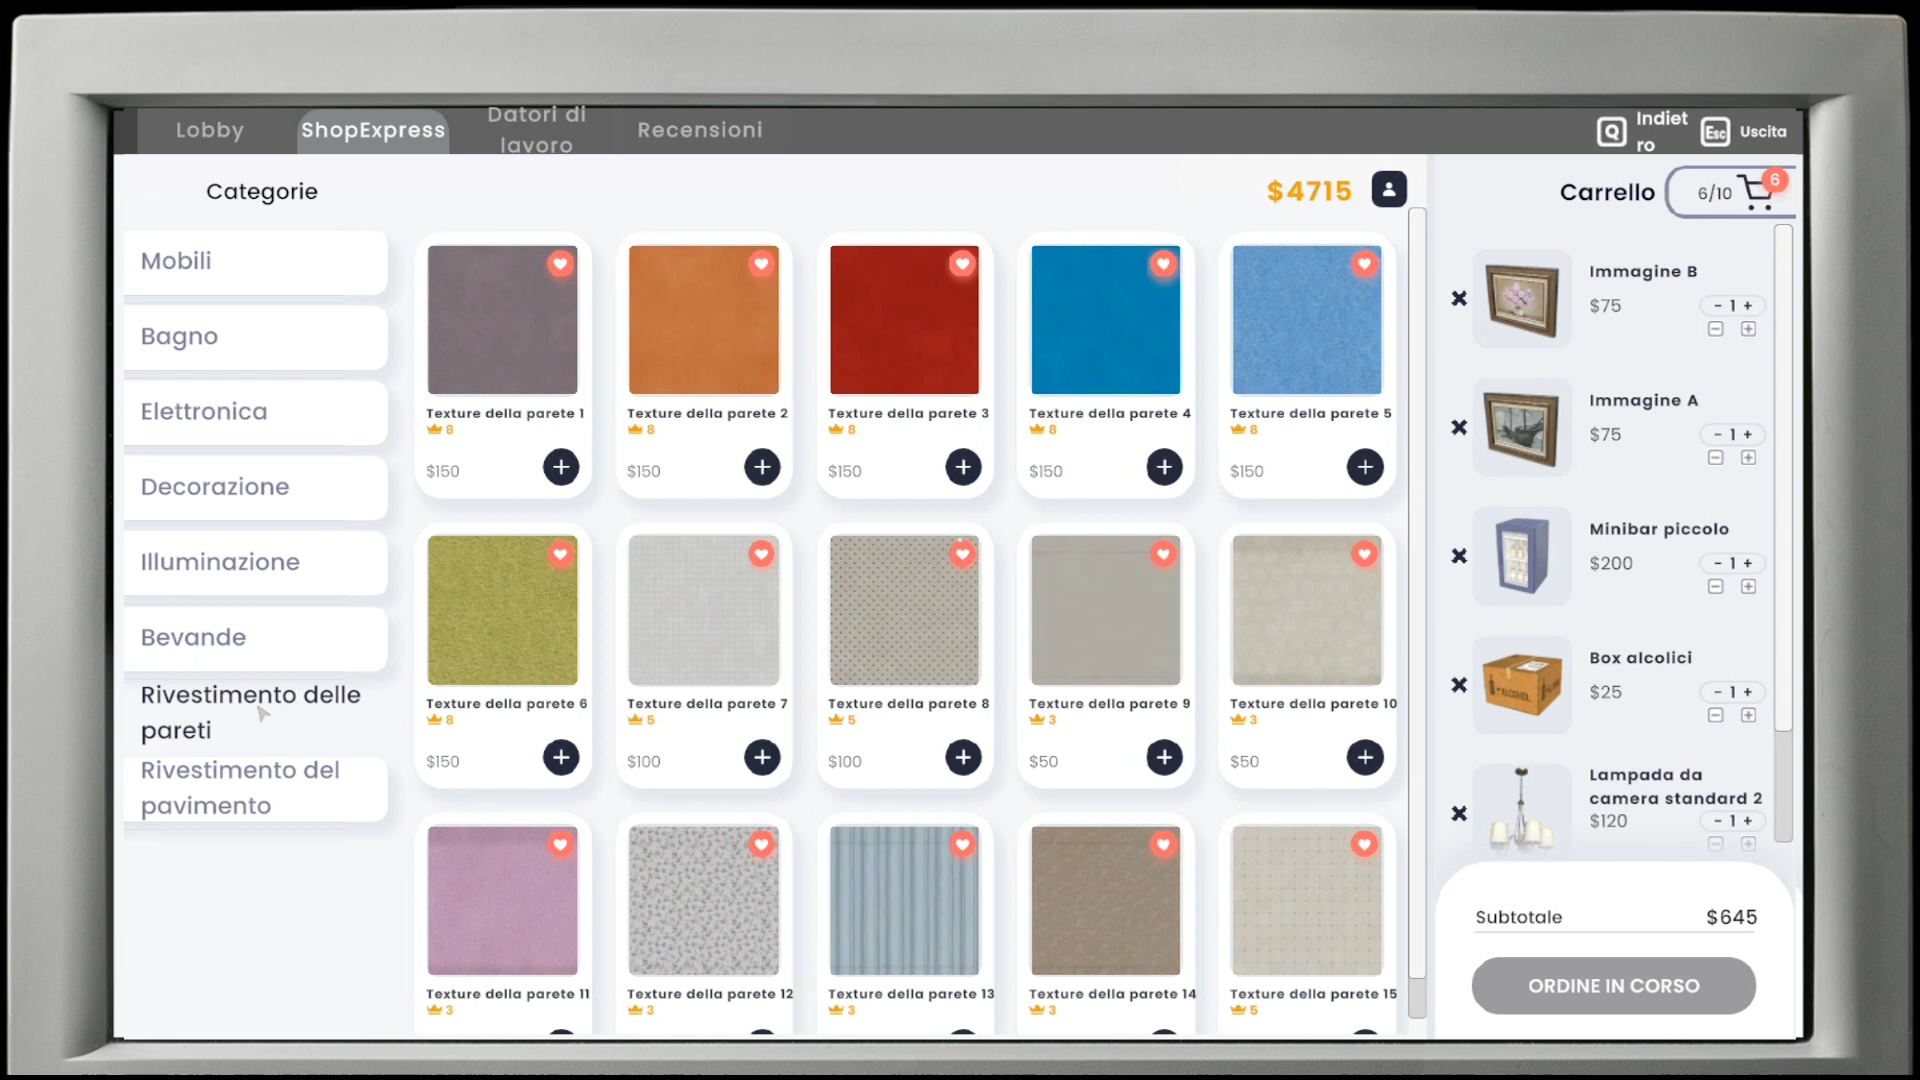 Lobby
ShopExpress
Datori di
lavoro
Recensioni
Q
Indiet
ro
Esc
Uscita
Categorie
$4715
Carrello
6/10
6
Mobili
Bagno
Elettronica
Decorazione
Illuminazione
Bevande
Rivestimento delle
pareti
Rivestimento del
pavimento
Texture della parete 1
8
$150
Texture della parete 2
8
$150
Texture della parete 3
8
$150
Texture della parete 4
8
$150
Texture della parete 5
8
$150
Texture della parete 6
8
$150
Texture della parete 7
5
$100
Texture della parete 8
5
$100
Texture della parete 9
3
$50
Texture della parete 10
3
$50
Texture della parete 11
3
Texture della parete 12
3
Texture della parete 13
3
Texture della parete 14
3
Texture della parete 15
5
Immagine B
$75
- 1 +
Immagine A
$75
- 1 +
Minibar piccolo
$200
- 1 +
Box alcolici
$25
- 1 +
ALCOHOL
Lampada da
camera standard 2
$120
- 1 +
Subtotale
$645
ORDINE IN CORSO